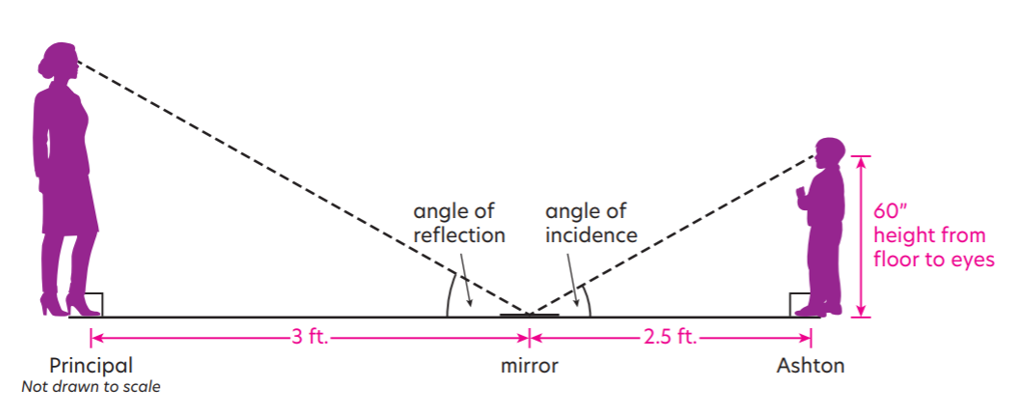 angle of
reflection
angle of
incidence
60”
height from
floor to eyes
3 ft.
2.5 ft.
Principal
Not drawn to scale
mirror
Ashton